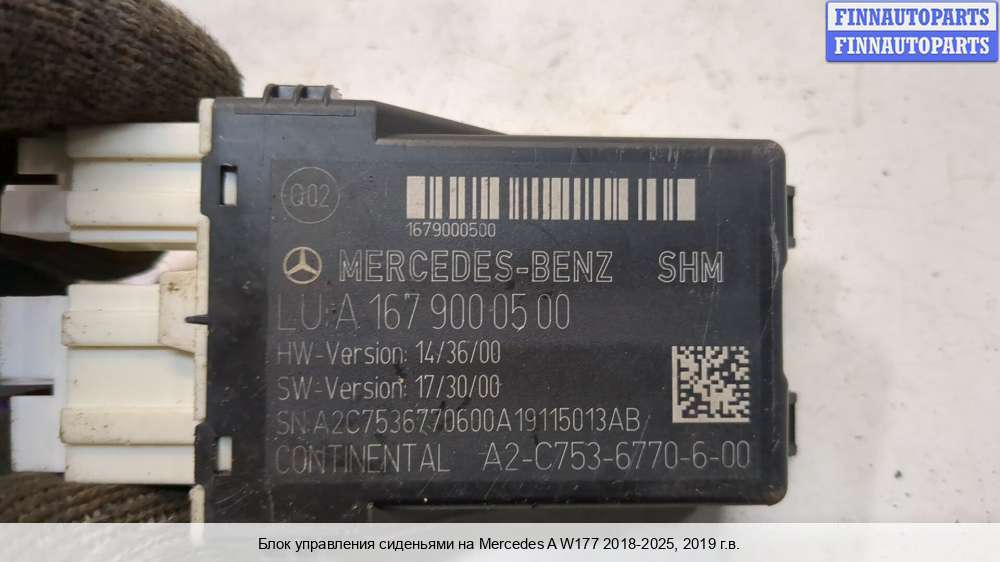 FINNAUTOPARTS
FINNAUTOPARTS
Q02
1679000500
MERCEDES-BENZ SHM
LU: A 167 900 05 00
HW-Version: 14/36/00
SW-Version: 17/30/00
SN:A2C7536770600A19115013AB
CONTINENTAL A2-C753-6770-6-00
Блок управления сиденьями на Mercedes A W177 2018-2025, 2019 г.в.